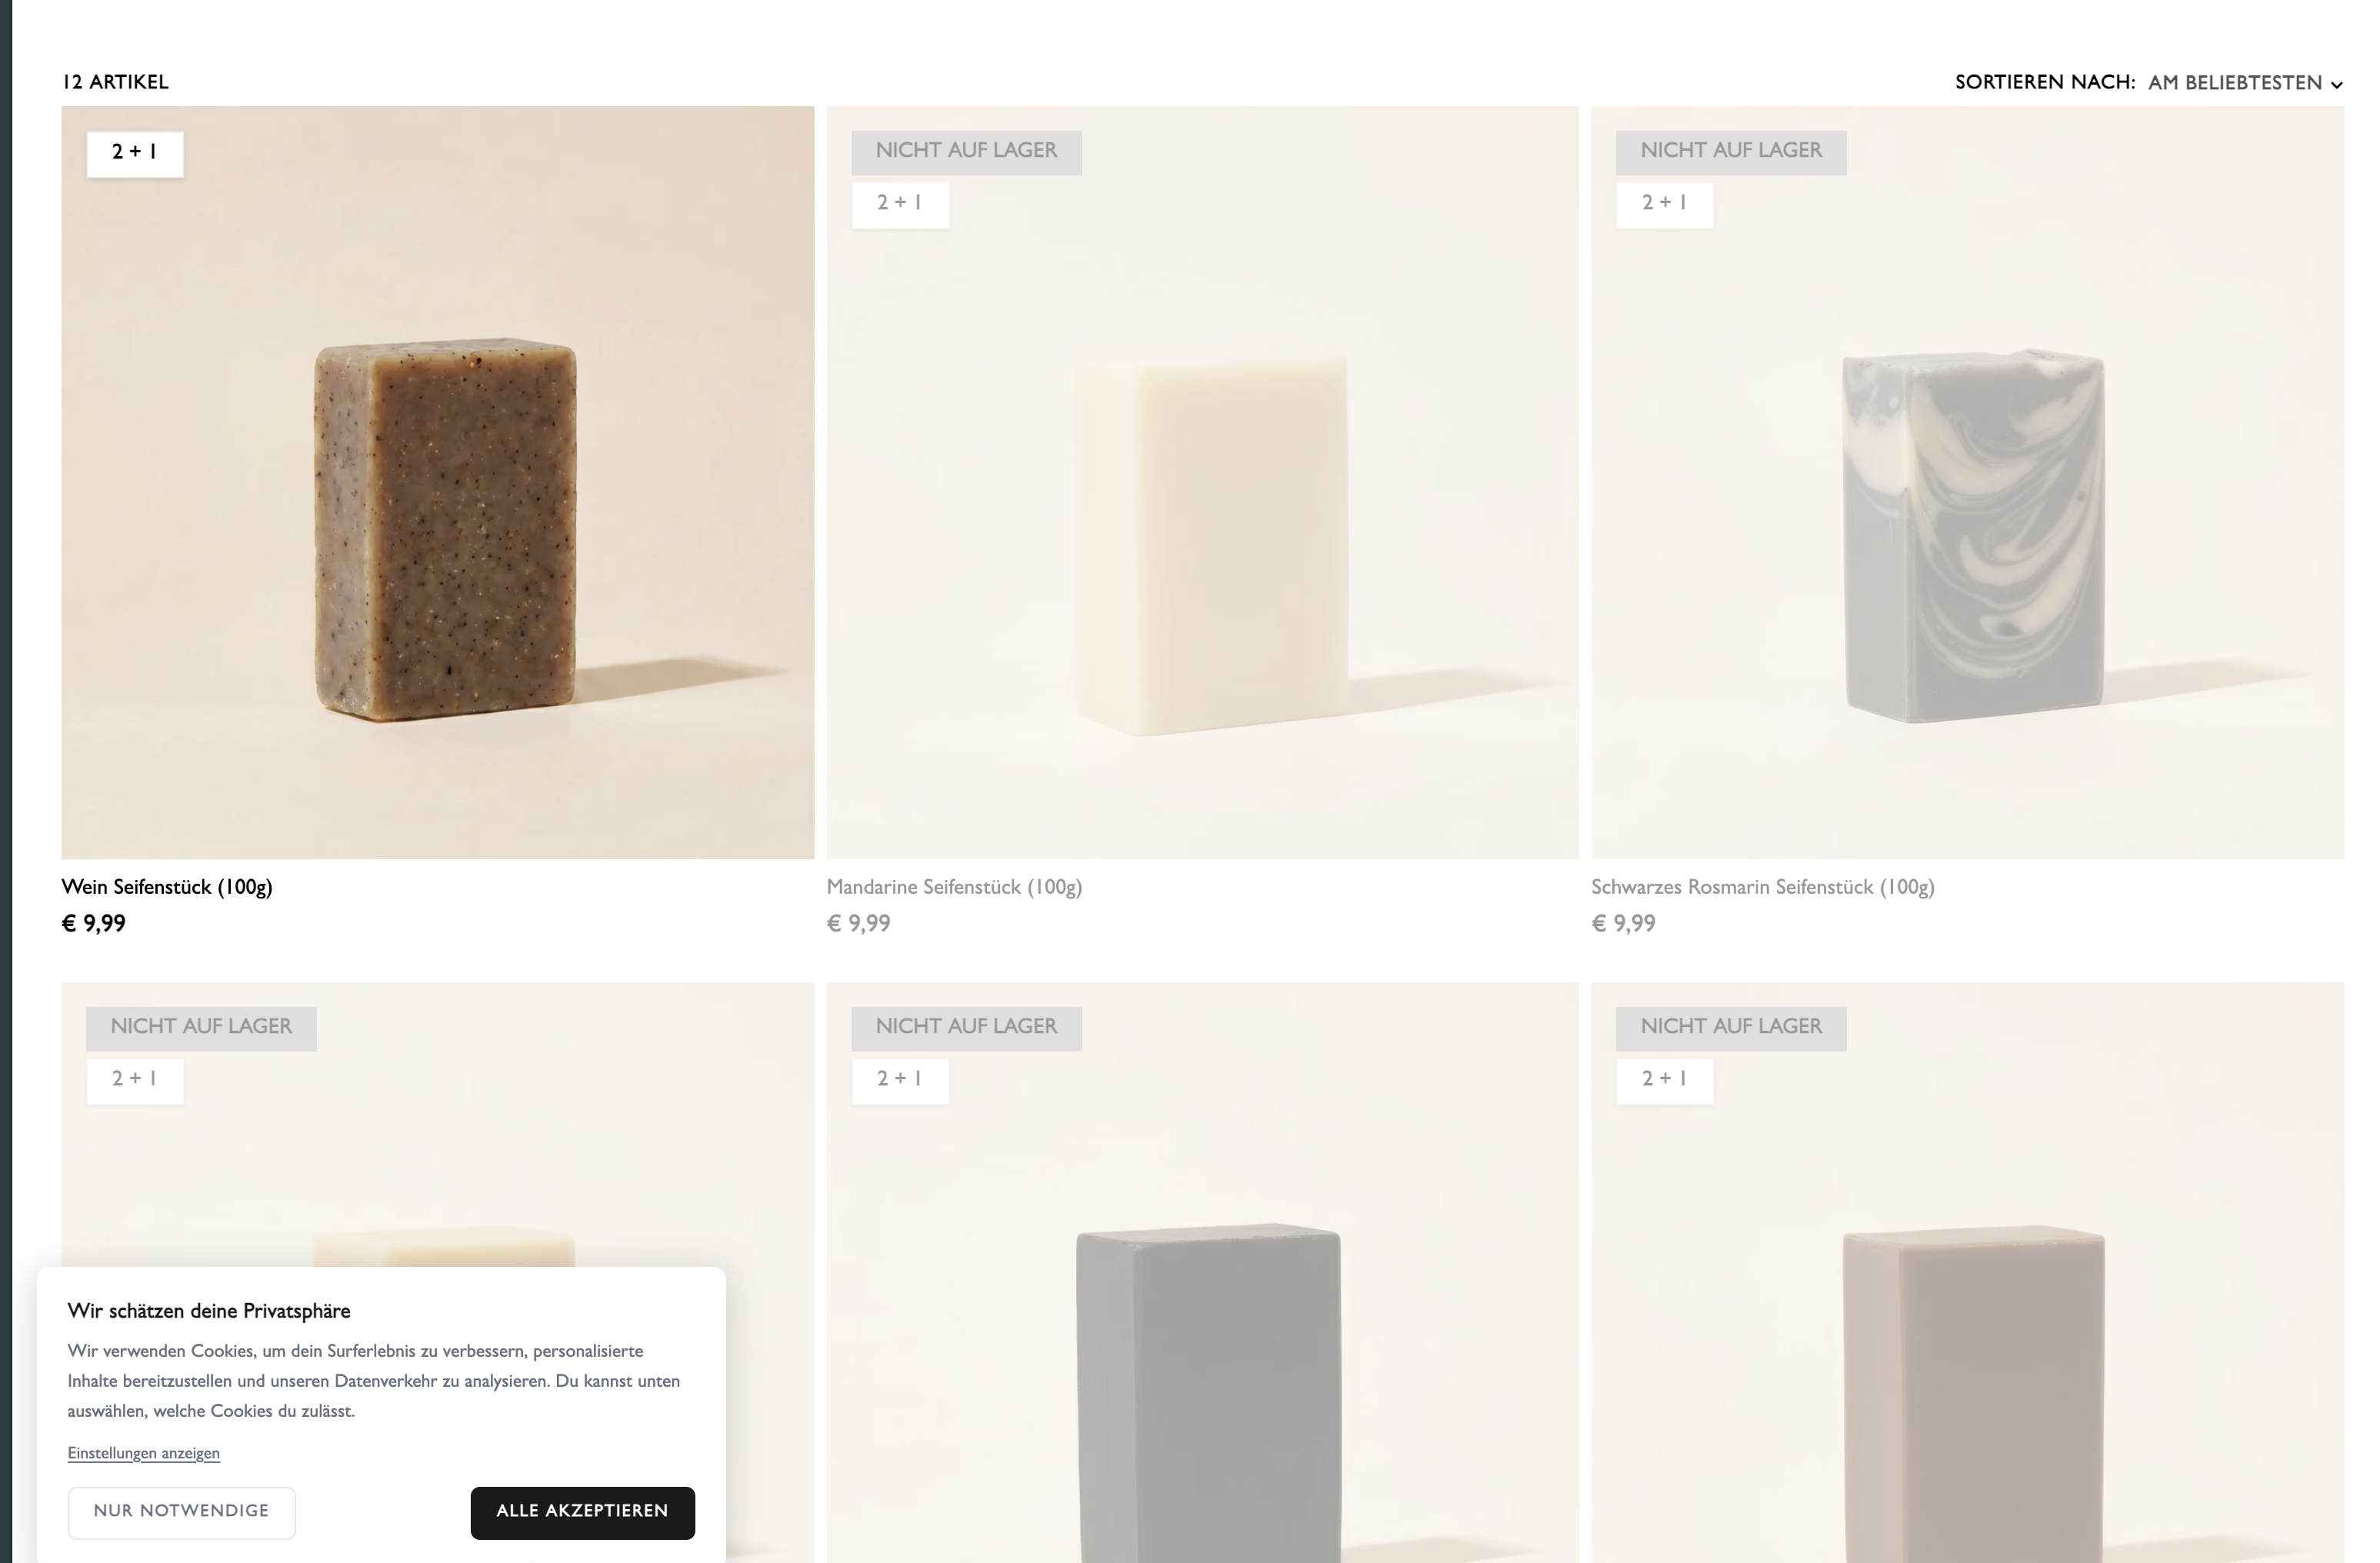 12 ARTIKEL
SORTIEREN NACH: AM BELIEBTESTEN
2 + 1
NICHT AUF LAGER
2 + 1
NICHT AUF LAGER
2 + 1
Wein Seifenstück (100g)
€ 9,99
Mandarine Seifenstück (100g)
€ 9,99
Schwarzes Rosmarin Seifenstück (100g)
€ 9,99
NICHT AUF LAGER
2 + 1
NICHT AUF LAGER
2 + 1
NICHT AUF LAGER
2 + 1
Wir schätzen deine Privatsphäre
Wir verwenden Cookies, um dein Surferlebnis zu verbessern, personalisierte
Inhalte bereitzustellen und unseren Datenverkehr zu analysieren. Du kannst unten
auswählen, welche Cookies du zulässt.
Einstellungen anzeigen
NUR NOTWENDIGE
ALLE AKZEPTIEREN